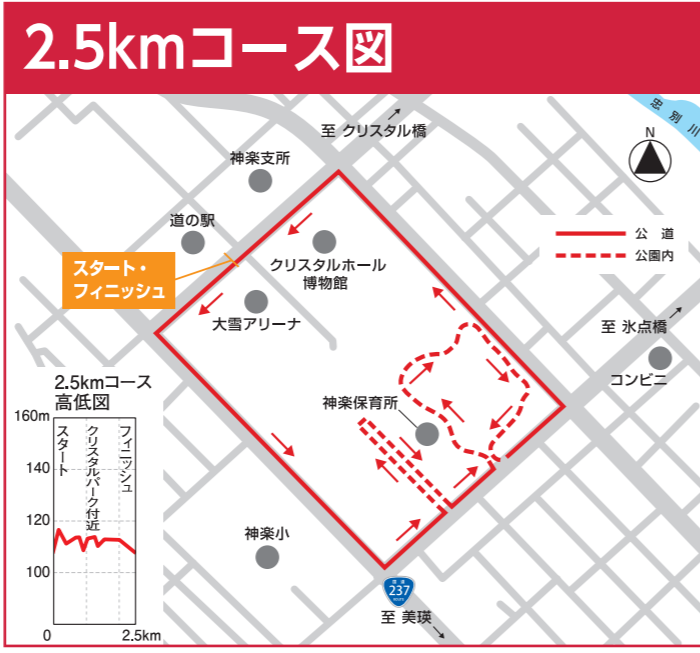 2.5kmコース図
忠別川
至 クリスタル橋
N
神楽支所
道の駅
公 道
公園内
スタート・
フィニッシュ
クリスタルホール
博物館
大雪アリーナ
至 氷点橋
コンビニ
神楽保育所
2.5kmコース
高低図
160m
140
120
100
0
2.5km
スタート
クリスタルパーク付近
フィニッシュ
神楽小
237
至 美瑛